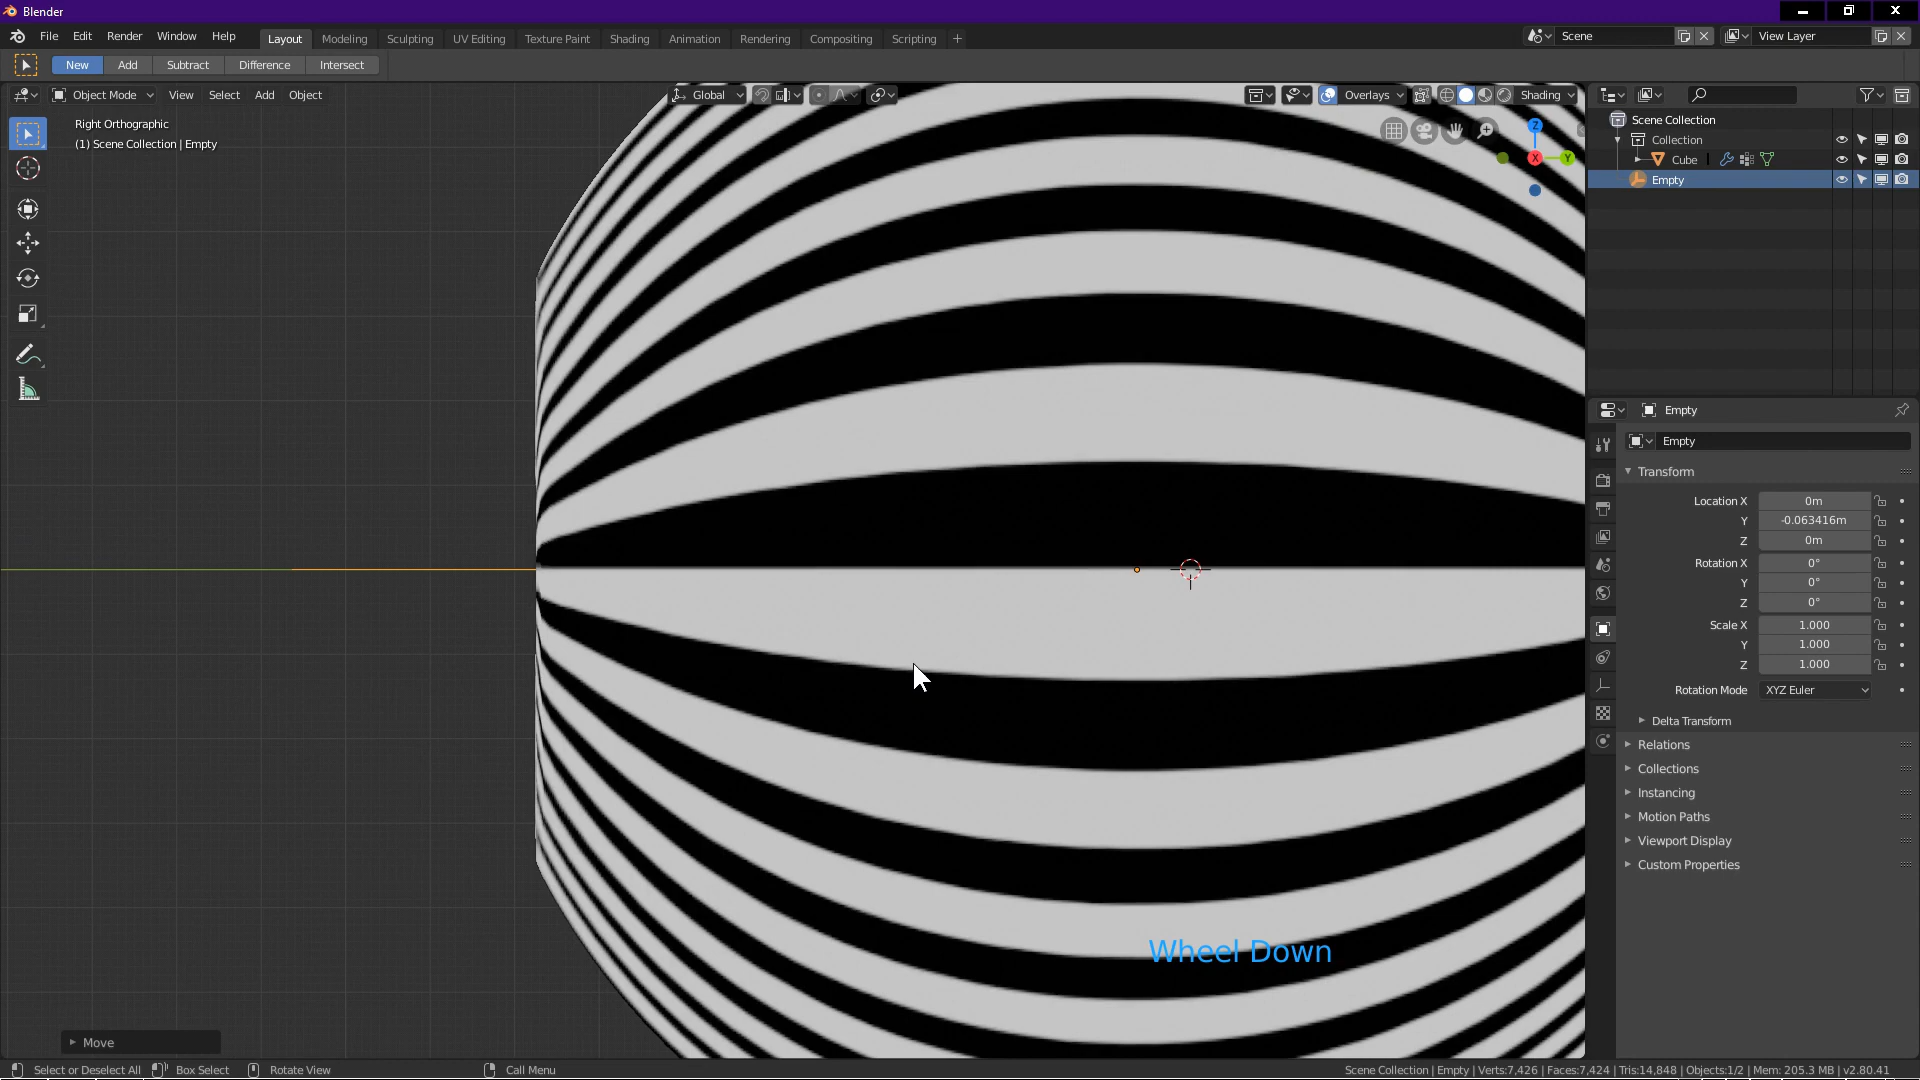 Blender
File Edit Render Window Help Layout Modeling Sculpting UV Editing Texture Paint Shading Animation Rendering Compositing Scripting + Scene View Layer
New Add Subtract Difference Intersect
Object Mode View Select Add Object Global Overlays Shading
Right Orthographic
(1) Scene Collection | Empty
Z
X
Y
Scene Collection
Collection
Cube
Empty
Empty
Empty
Transform
Location X 0m
Y -0.063416m
Z 0m
Rotation X 0°
Y 0°
Z 0°
Scale X 1.000
Y 1.000
Z 1.000
Rotation Mode XYZ Euler
Delta Transform
Relations
Collections
Instancing
Motion Paths
Viewport Display
Custom Properties
Wheel Down
Move
Select or Deselect All Box Select Rotate View Call Menu Scene Collection | Empty | Verts:7,426 | Faces:7,424 | Tris:14,848 | Objects:1/2 | Mem: 205.3 MB | v2.80.41